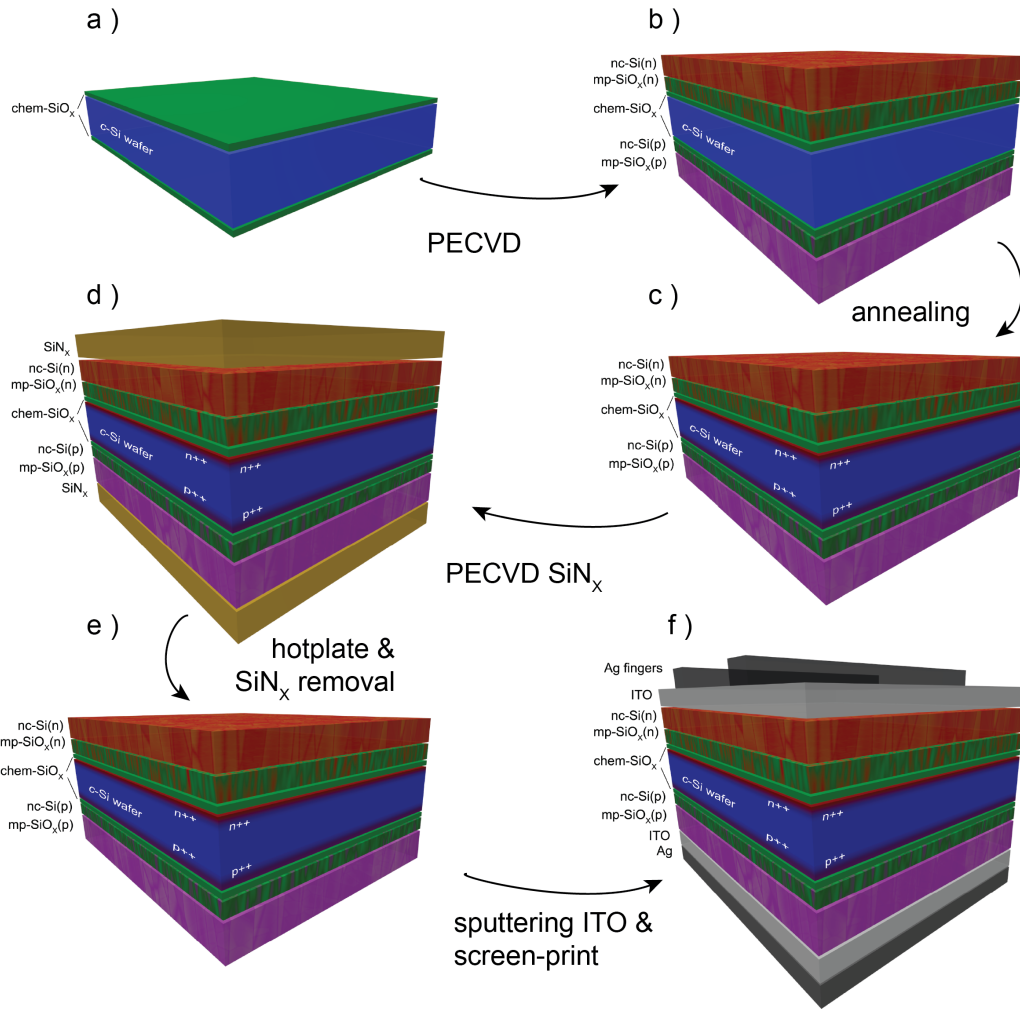 a )
chem-SiOₓ
c-Si wafer
PECVD
b )
nc-Si(n)
mp-SiOₓ(n)
chem-SiOₓ
c-Si wafer
nc-Si(p)
mp-SiOₓ(p)
annealing
c )
nc-Si(n)
mp-SiOₓ(n)
chem-SiOₓ
c-Si wafer
n++
n++
nc-Si(p)
mp-SiOₓ(p)
p++
p++
PECVD SiNₓ
d )
SiNₓ
nc-Si(n)
mp-SiOₓ(n)
chem-SiOₓ
c-Si wafer
n++
n++
nc-Si(p)
mp-SiOₓ(p)
SiNₓ
p++
p++
hotplate &
SiNₓ removal
e )
nc-Si(n)
mp-SiOₓ(n)
chem-SiOₓ
c-Si wafer
n++
n++
nc-Si(p)
mp-SiOₓ(p)
p++
p++
sputtering ITO &
screen-print
f )
Ag fingers
ITO
nc-Si(n)
mp-SiOₓ(n)
chem-SiOₓ
c-Si wafer
n++
n++
nc-Si(p)
mp-SiOₓ(p)
p++
p++
ITO
Ag